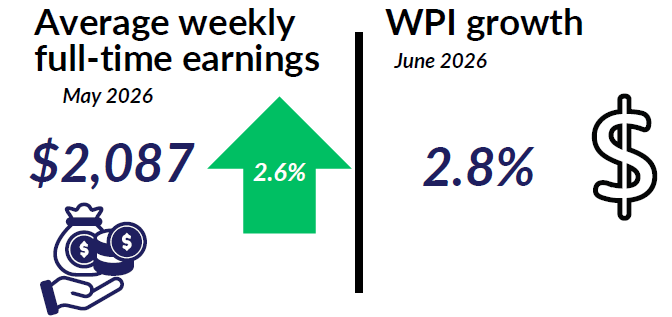 Average weekly
full-time earnings
May 2026
$2,087
2.6%
WPI growth
June 2026
2.8%
$
$
$